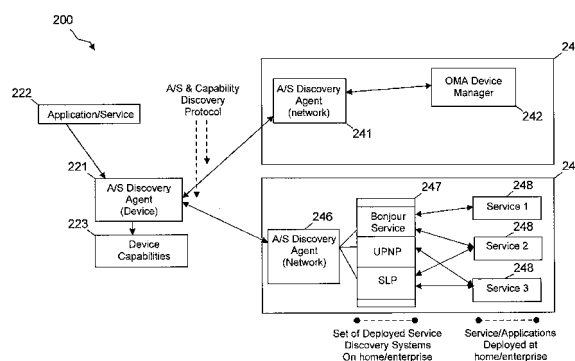 200
222
Application/Service
A/S & Capability
Discovery
Protocol
24
A/S Discovery
Agent
(network)
241
OMA Device
Manager
242
221
A/S Discovery
Agent
(Device)
223
Device
Capabilities
24
246
A/S Discovery
Agent
(Network)
247
Bonjour
Service
UPNP
SLP
248
Service 1
248
Service 2
248
Service 3
Set of Deployed Service
Discovery Systems
On home/enterprise
Service/Applications
Deployed at
home/enterprise